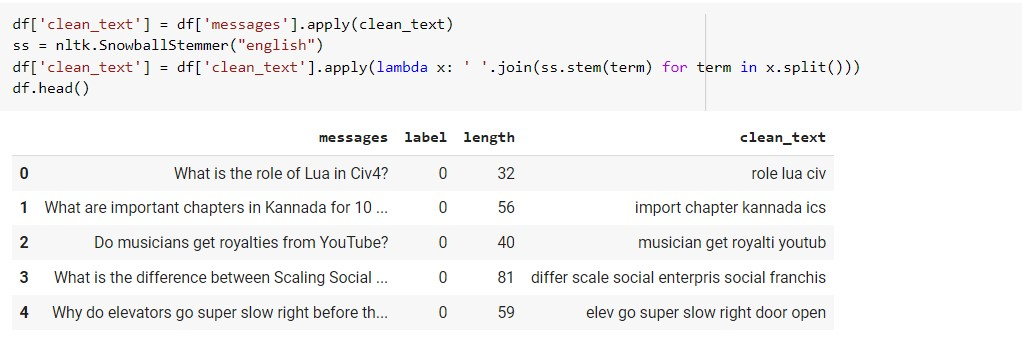 df['clean_text'] = df['messages'].apply(clean_text)
ss = nltk.SnowballStemmer("english")
df['clean_text'] = df['clean_text'].apply(lambda x: ' '.join(ss.stem(term) for term in x.split()))
df.head()
messages label length clean_text
0 What is the role of Lua in Civ4? 0 32 role lua civ
1 What are important chapters in Kannada for 10 ... 0 56 import chapter kannada ics
2 Do musicians get royalties from YouTube? 0 40 musician get royalti youtub
3 What is the difference between Scaling Social ... 0 81 differ scale social enterpris social franchis
4 Why do elevators go super slow right before th... 0 59 elev go super slow right door open